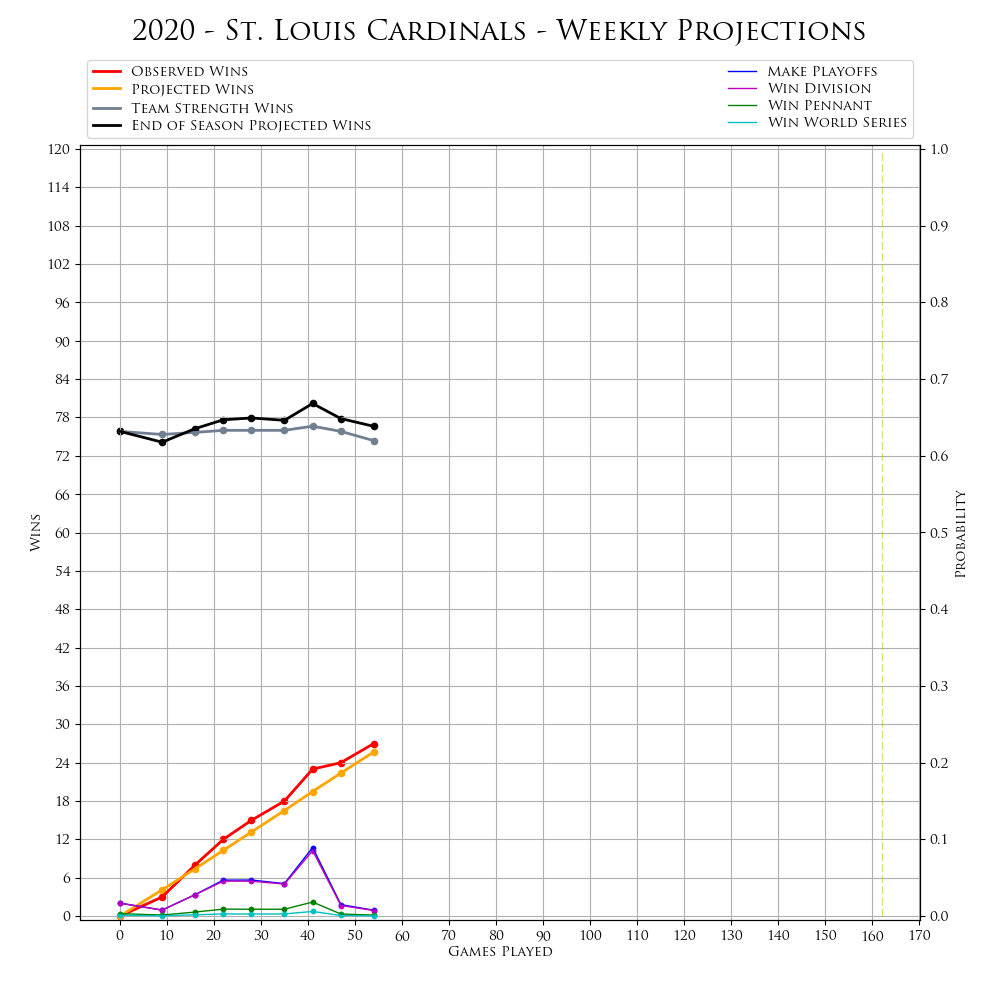 2020 - St. Louis Cardinals - Weekly Projections
Observed Wins
Projected Wins
Team Strength Wins
End of Season Projected Wins
Make Playoffs
Win Division
Win Pennant
Win World Series
120
114
108
102
96
90
84
78
72
66
60
54
48
42
36
30
24
18
12
6
0
Wins
1.0
0.9
0.8
0.7
0.6
0.5
0.4
0.3
0.2
0.1
0.0
Probability
0 10 20 30 40 50 60 70 80 90 100 110 120 130 140 150 160 170
Games Played